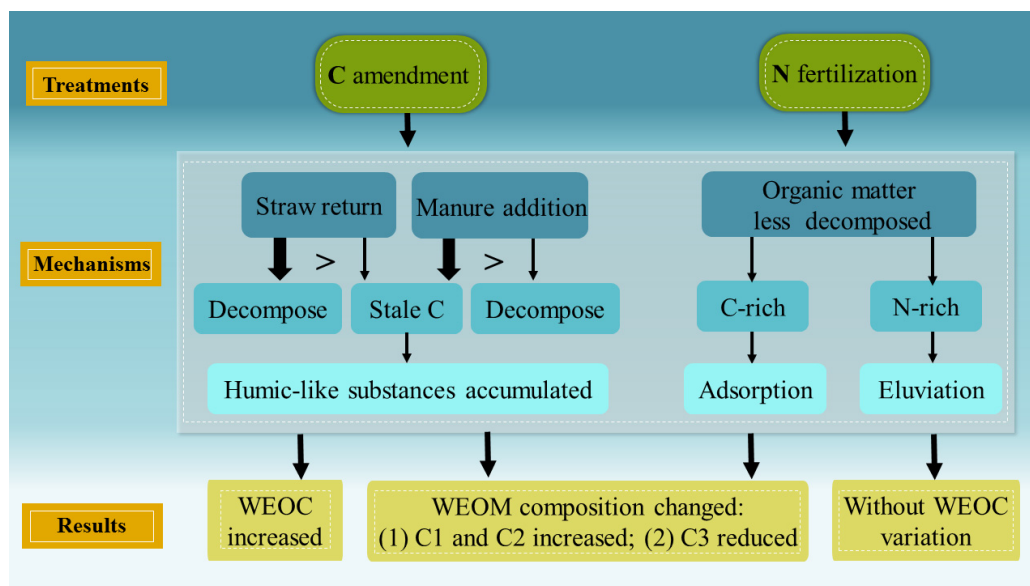 Treatments
C amendment
N fertilization
Mechanisms
Straw return
Manure addition
Organic matter
less decomposed
>
>
Decompose
Stale C
Decompose
C-rich
N-rich
Humic-like substances accumulated
Adsorption
Eluviation
Results
WEOC
increased
WEOM composition changed:
(1) C1 and C2 increased; (2) C3 reduced
Without WEOC
variation